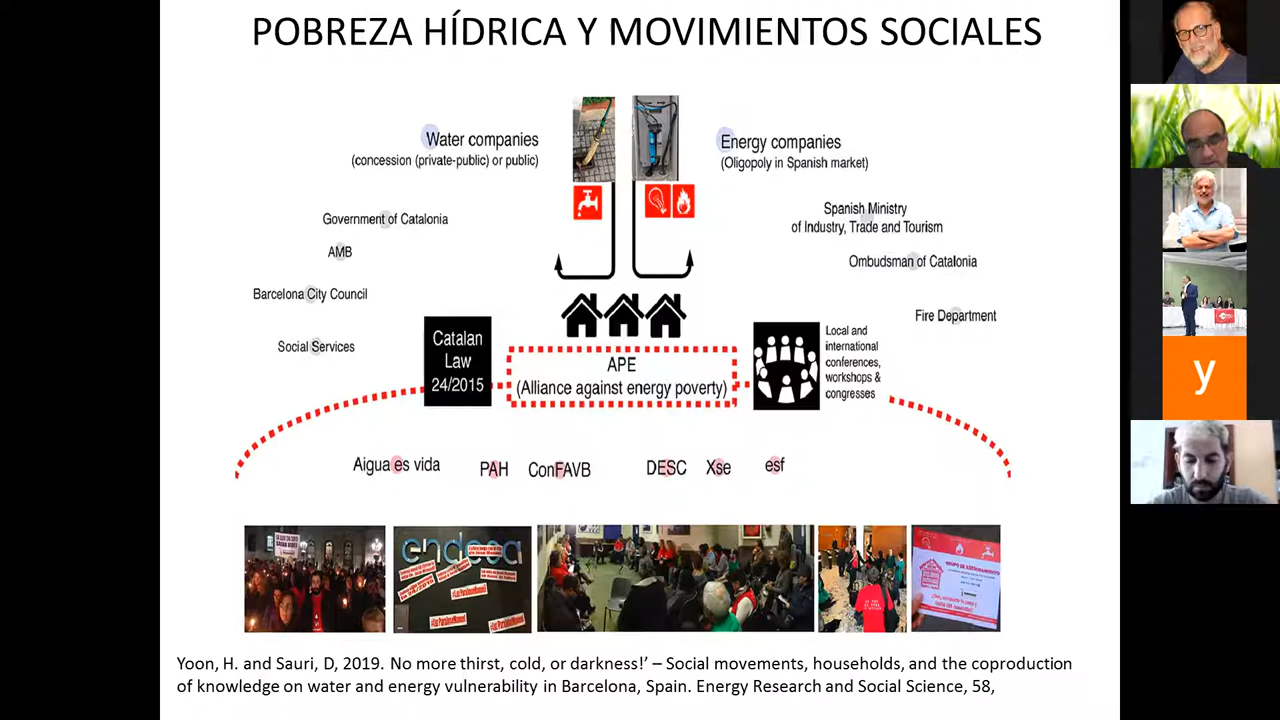 POBREZA HÍDRICA Y MOVIMIENTOS SOCIALES
Water companies
(concession (private-public) or public)
Energy companies
(Oligopoly in Spanish market)
Government of Catalonia
AMB
Barcelona City Council
Social Services
Spanish Ministry
of Industry, Trade and Tourism
Ombudsman of Catalonia
Fire Department
Catalan
Law
24/2015
APE
(Alliance against energy poverty)
Local and
international
conferences,
workshops &
congresses
Aigua es vida
PAH
ConFAVB
DESC
Xse
esf
endesa
GRUPO DE ASESORAMIENTO
Yoon, H. and Sauri, D, 2019. No more thirst, cold, or darkness!’ – Social movements, households, and the coproduction
of knowledge on water and energy vulnerability in Barcelona, Spain. Energy Research and Social Science, 58,
y